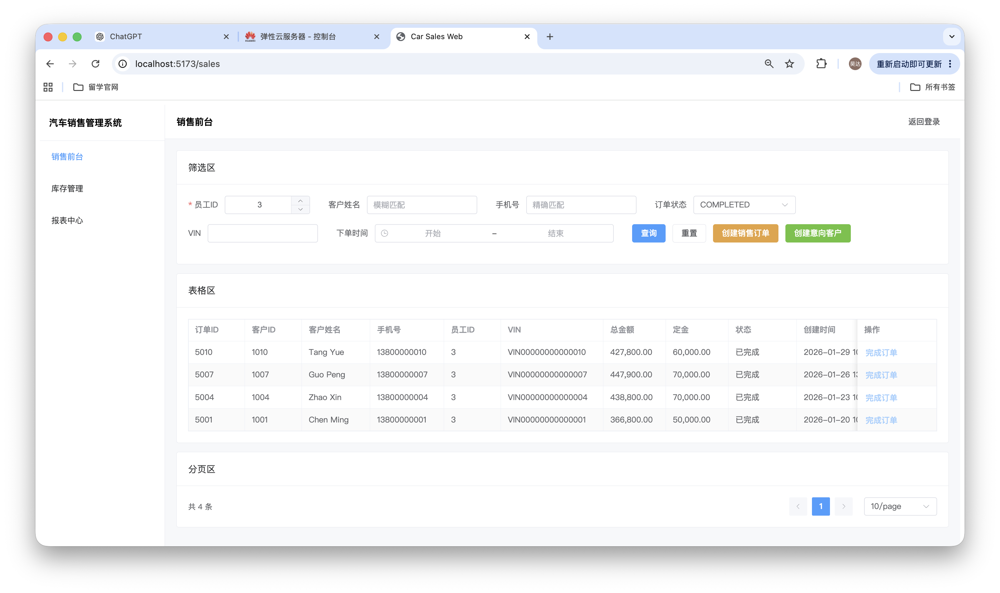 ChatGPT
HUAWEI
弹性云服务器 - 控制台
Car Sales Web
localhost:5173/sales
昊达
重新启动即可更新
留学官网
所有书签
汽车销售管理系统
销售前台
库存管理
报表中心
销售前台
返回登录
筛选区
* 员工ID 3 客户姓名 模糊匹配 手机号 精确匹配 订单状态 COMPLETED
VIN 下单时间 开始 - 结束 查询 重置 创建销售订单 创建意向客户
表格区
订单ID 客户ID 客户姓名 手机号 员工ID VIN 总金额 定金 状态 创建时间 操作
5010 1010 Tang Yue 13800000010 3 VIN00000000000010 427,800.00 60,000.00 已完成 2026-01-29 10 完成订单
5007 1007 Guo Peng 13800000007 3 VIN00000000000007 447,900.00 70,000.00 已完成 2026-01-26 13 完成订单
5004 1004 Zhao Xin 13800000004 3 VIN00000000000004 438,800.00 70,000.00 已完成 2026-01-23 10 完成订单
5001 1001 Chen Ming 13800000001 3 VIN00000000000001 366,800.00 50,000.00 已完成 2026-01-20 10 完成订单
分页区
共 4 条
1
10/page